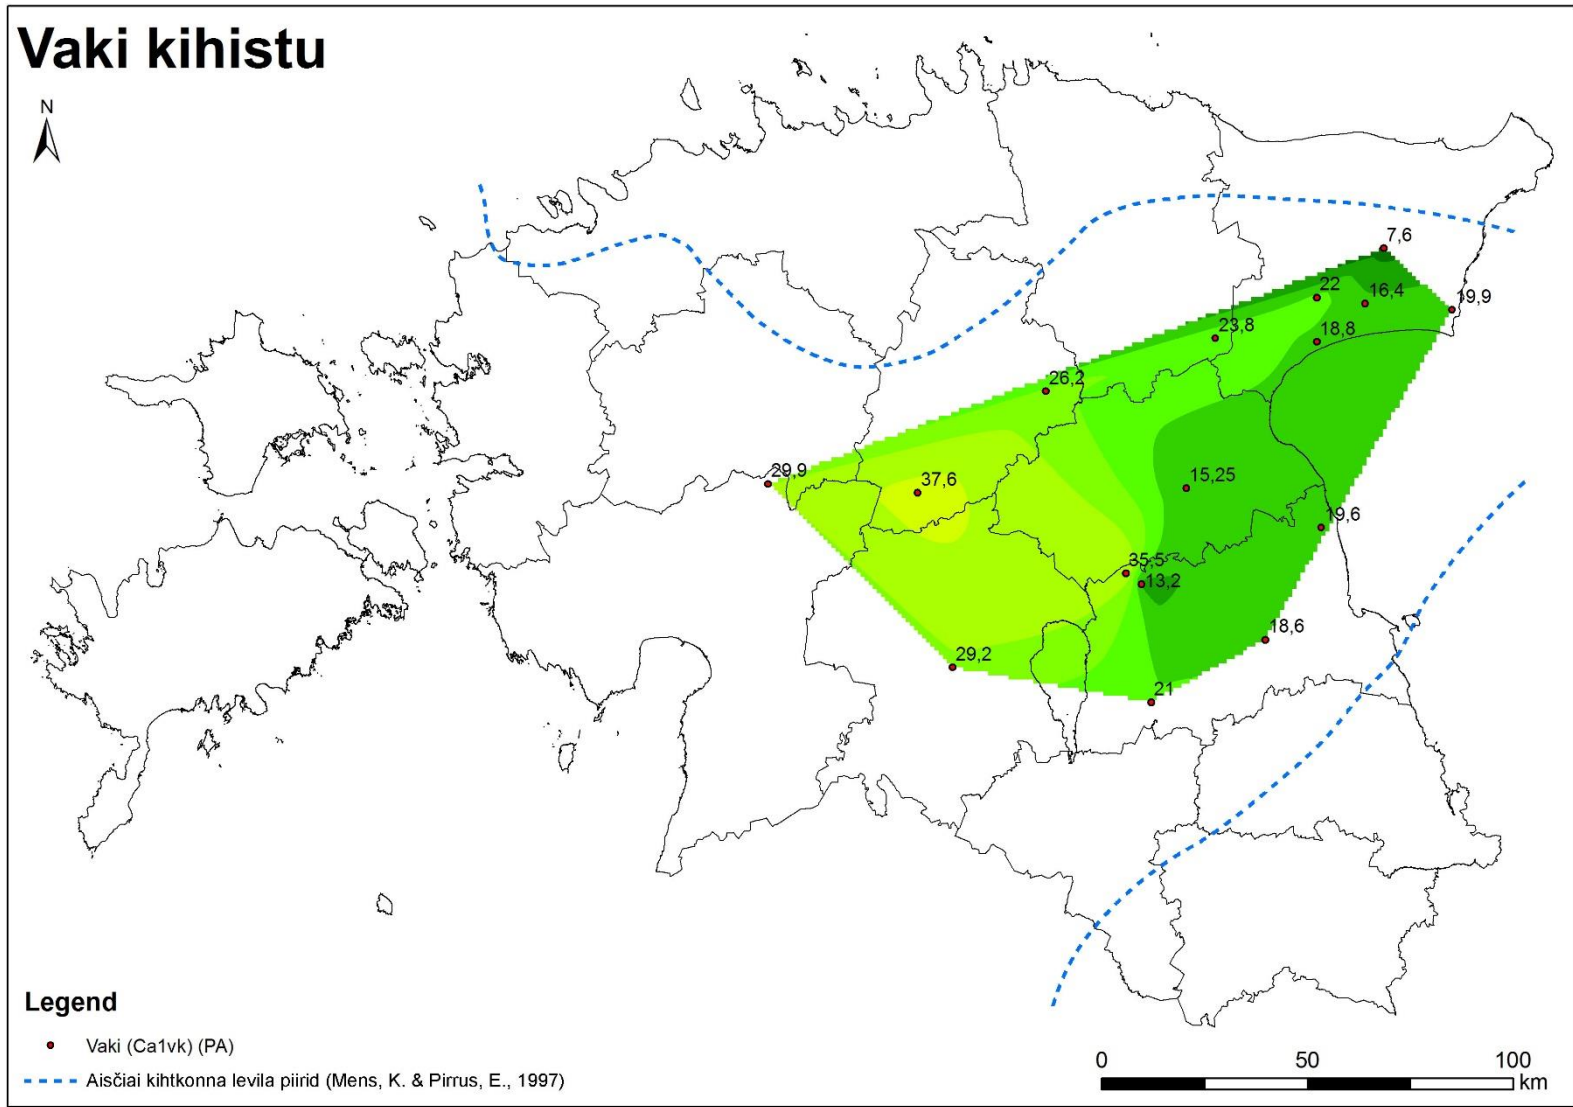 Vaki kihistu
N
7,6
22
16,4
19,9
23,8
18,8
26,2
29,9
37,6
15,25
19,6
35,5
13,2
18,6
29,2
21
Legend
Vaki (Ca1vk) (PA)
Aisčiai kihtkonna levila piirid (Mens, K. & Pirrus, E., 1997)
0 50 100
km